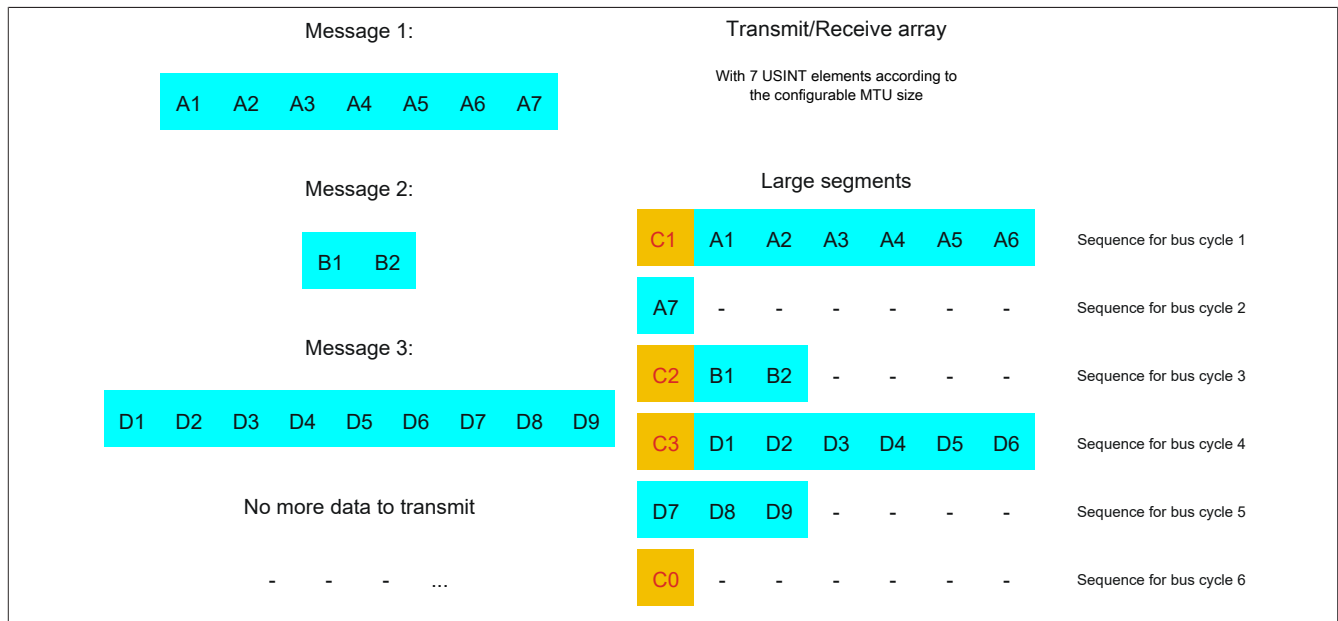 Message 1:
A1 A2 A3 A4 A5 A6 A7
Message 2:
B1 B2
Message 3:
D1 D2 D3 D4 D5 D6 D7 D8 D9
No more data to transmit
- - - ...
Transmit/Receive array
With 7 USINT elements according to
the configurable MTU size
Large segments
C1 A1 A2 A3 A4 A5 A6 Sequence for bus cycle 1
A7 - - - - - - Sequence for bus cycle 2
C2 B1 B2 - - - - Sequence for bus cycle 3
C3 D1 D2 D3 D4 D5 D6 Sequence for bus cycle 4
D7 D8 D9 - - - - Sequence for bus cycle 5
C0 - - - - - - Sequence for bus cycle 6